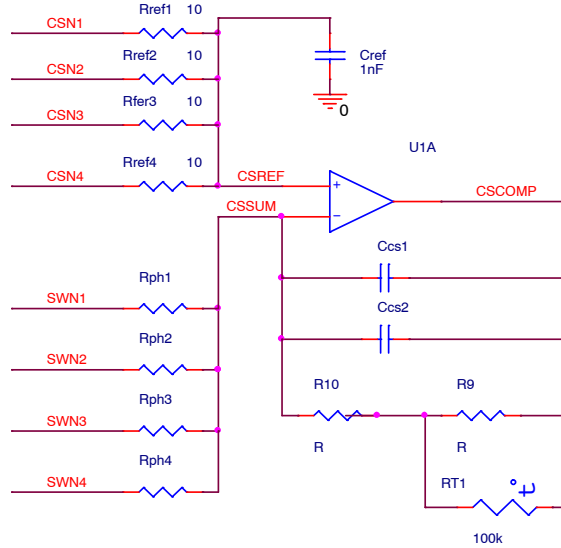 Rref1 10
CSN1
Rref2 10
CSN2
Cref
1nF
Rfer3 10
CSN3
0
U1A
Rref4 10
CSN4
CSREF
+
CSCOMP
CSSUM
−
Ccs1
Rph1
SWN1
Ccs2
Rph2
SWN2
Rph3
R10
R9
SWN3
R
R
Rph4
SWN4
RT1
t
100k